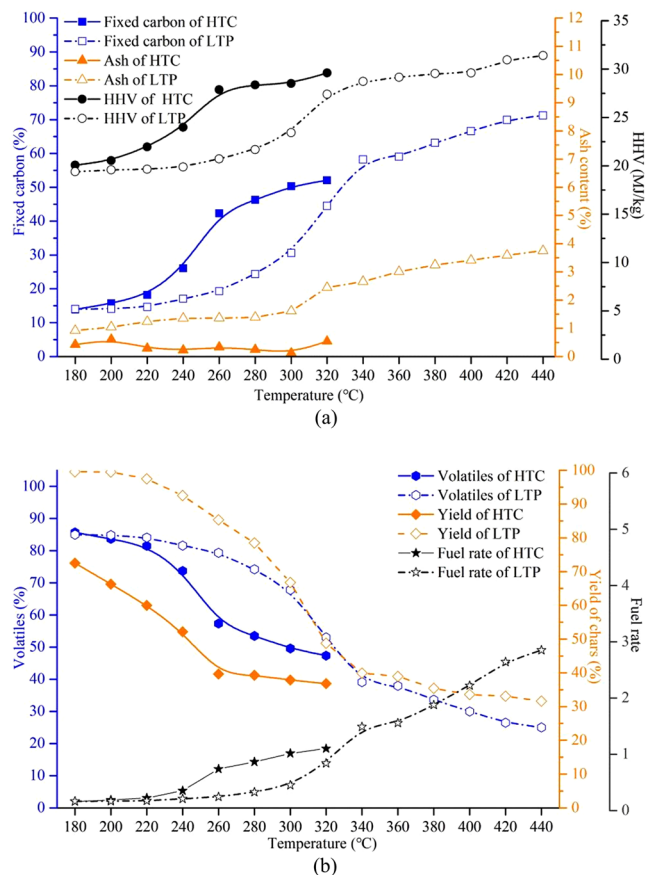 Fixed carbon of HTC
Fixed carbon of LTP
Ash of HTC
Ash of LTP
HHV of HTC
HHV of LTP
100
90
80
70
60
50
40
30
20
10
0
Fixed carbon (%)
12
11
10
9
8
7
6
5
4
3
2
1
0
Ash content (%)
35
30
25
20
15
10
5
0
HHV (MJ/kg)
180 200 220 240 260 280 300 320 340 360 380 400 420 440
Temperature (℃)
(a)
Volatiles of HTC
Volatiles of LTP
Yield of HTC
Yield of LTP
Fuel rate of HTC
Fuel rate of LTP
100
90
80
70
60
50
40
30
20
10
0
Volatiles (%)
100
90
80
70
60
50
40
30
20
10
0
Yield of chars (%)
6
5
4
3
2
1
0
Fuel rate
180 200 220 240 260 280 300 320 340 360 380 400 420 440
Temperature (℃)
(b)